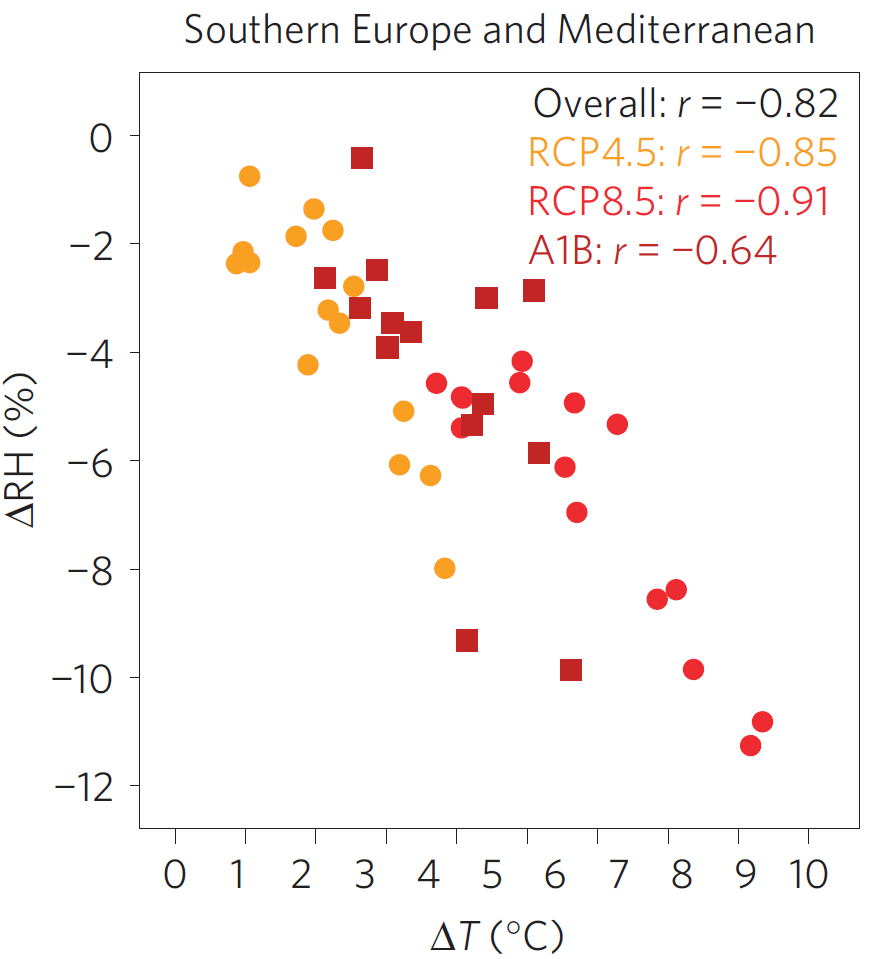 Southern Europe and Mediterranean
Overall: r = −0.82
RCP4.5: r = −0.85
RCP8.5: r = −0.91
A1B: r = −0.64
ΔRH (%)
0
−2
−4
−6
−8
−10
−12
0 1 2 3 4 5 6 7 8 9 10
ΔT (°C)